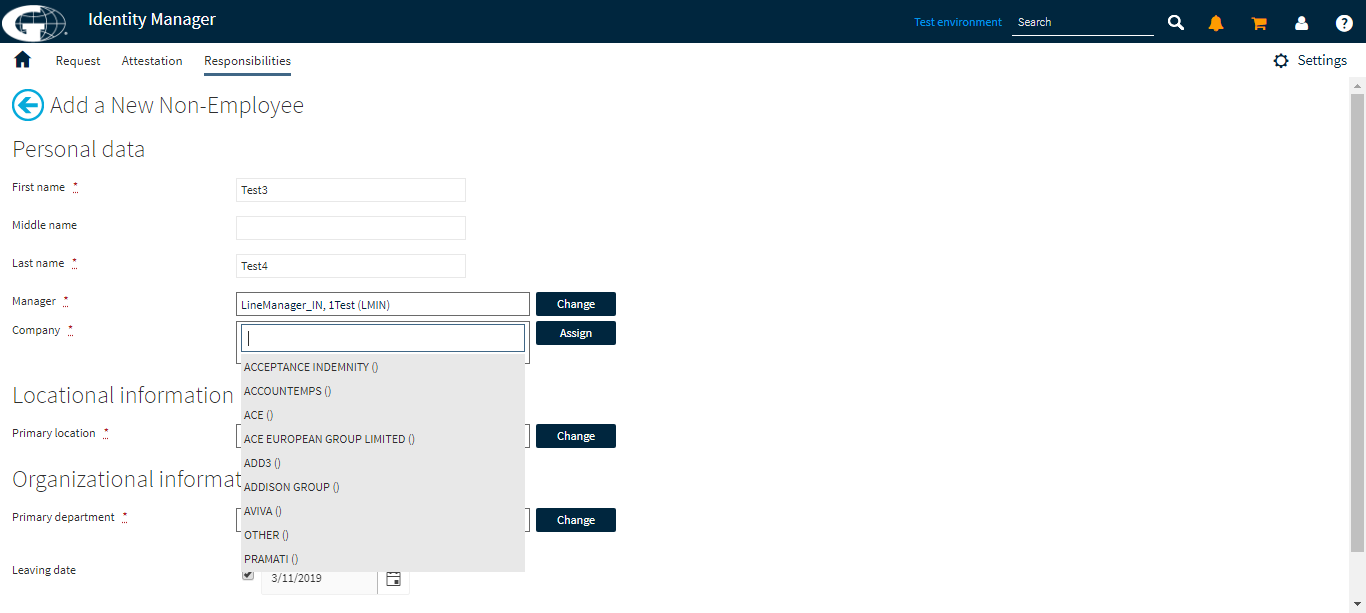 Identity Manager
Test environment Search
Request Attestation Responsibilities Settings
Add a New Non-Employee
Personal data
First name * Test3
Middle name
Last name * Test4
Manager * LineManager_IN, 1Test (LMIN) Change
Company * Assign
ACCEPTANCE INDEMNITY ()
ACCOUNTEMPS ()
ACE ()
ACE EUROPEAN GROUP LIMITED ()
ADD3 ()
ADDISON GROUP ()
AVIVA ()
OTHER ()
PRAMATI ()
Locational information
Primary location * Change
Organizational informat
Primary department * Change
Leaving date 3/11/2019